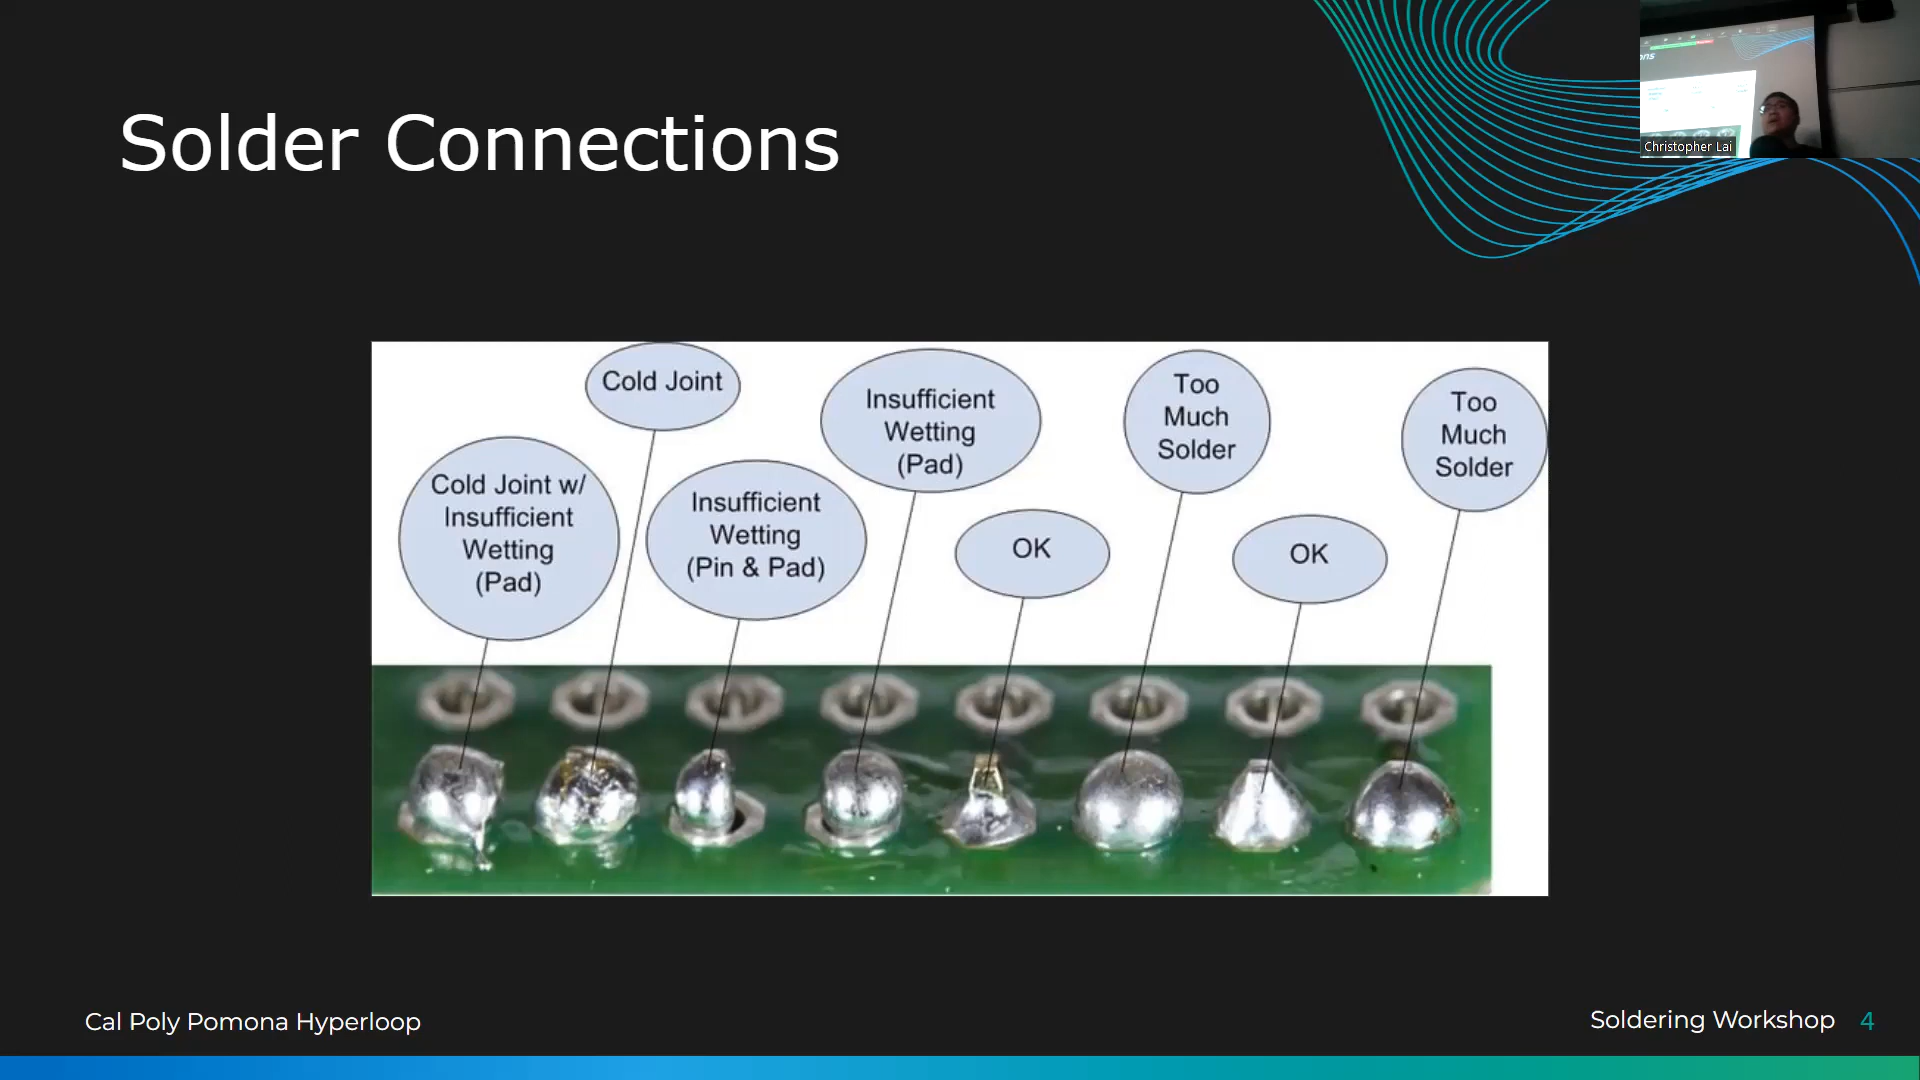 Solder Connections
Christopher Lai
ons
Cold Joint w/
Insufficient
Wetting
(Pad)
Cold Joint
Insufficient
Wetting
(Pin & Pad)
Insufficient
Wetting
(Pad)
OK
Too
Much
Solder
OK
Too
Much
Solder
Cal Poly Pomona Hyperloop
Soldering Workshop 4